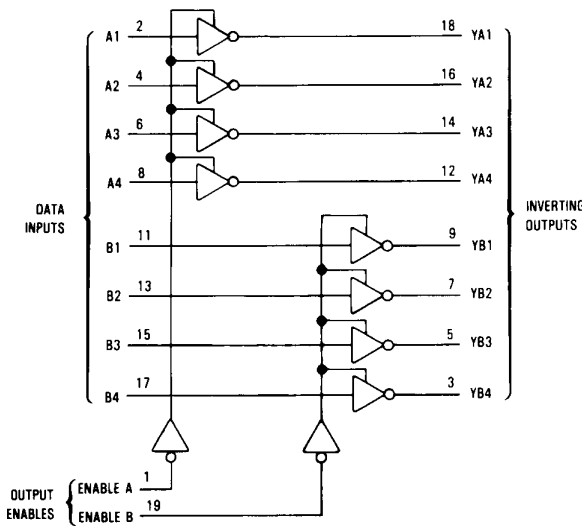 A1 2 18 YA1
A2 4 16 YA2
A3 6 14 YA3
A4 8 12 YA4
DATA
INPUTS
INVERTING
OUTPUTS
B1 11 9 YB1
B2 13 7 YB2
B3 15 5 YB3
B4 17 3 YB4
OUTPUT
ENABLES
ENABLE A 1
ENABLE B 19